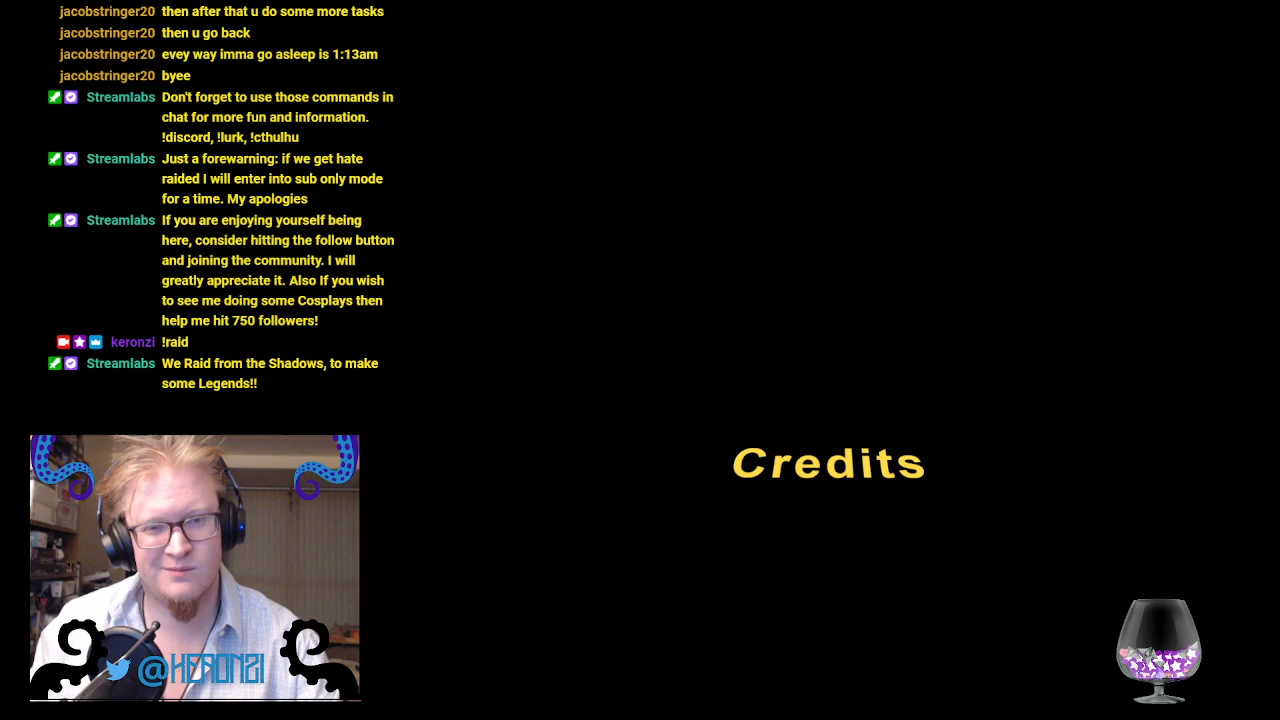 jacobstringer20 then after that u do some more tasks
jacobstringer20 then u go back
jacobstringer20 evey way imma go asleep is 1:13am
jacobstringer20 byee
Streamlabs Don't forget to use those commands in
chat for more fun and information.
!discord, !lurk, !cthulhu
Streamlabs Just a forewarning: if we get hate
raided I will enter into sub only mode
for a time. My apologies
Streamlabs If you are enjoying yourself being
here, consider hitting the follow button
and joining the community. I will
greatly appreciate it. Also If you wish
to see me doing some Cosplays then
help me hit 750 followers!
keronzi !raid
Streamlabs We Raid from the Shadows, to make
some Legends!!
Credits
@KERONZI